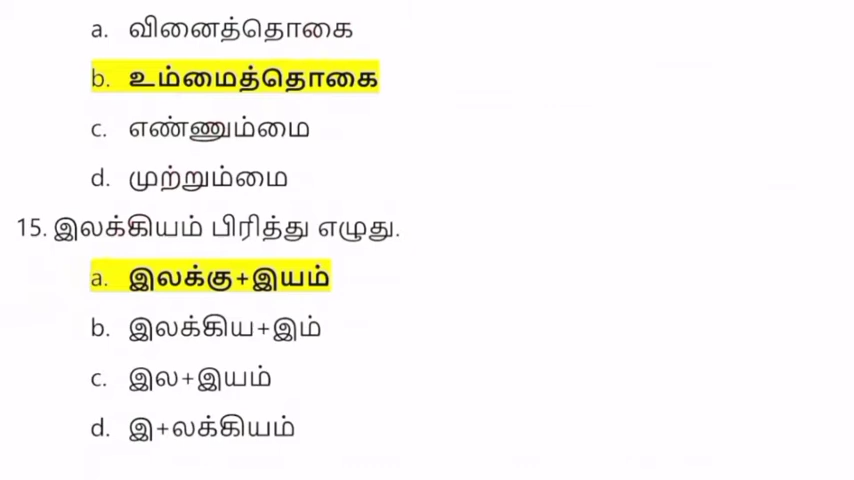 a. வினைத்தொகை
b. உம்மைத்தொகை
c. எண்ணும்மை
d. முற்றும்மை
15. இலக்கியம் பிரித்து எழுது.
a. இலக்கு+இயம்
b. இலக்கிய+இம்
c. இல+இயம்
d. இ+லக்கியம்